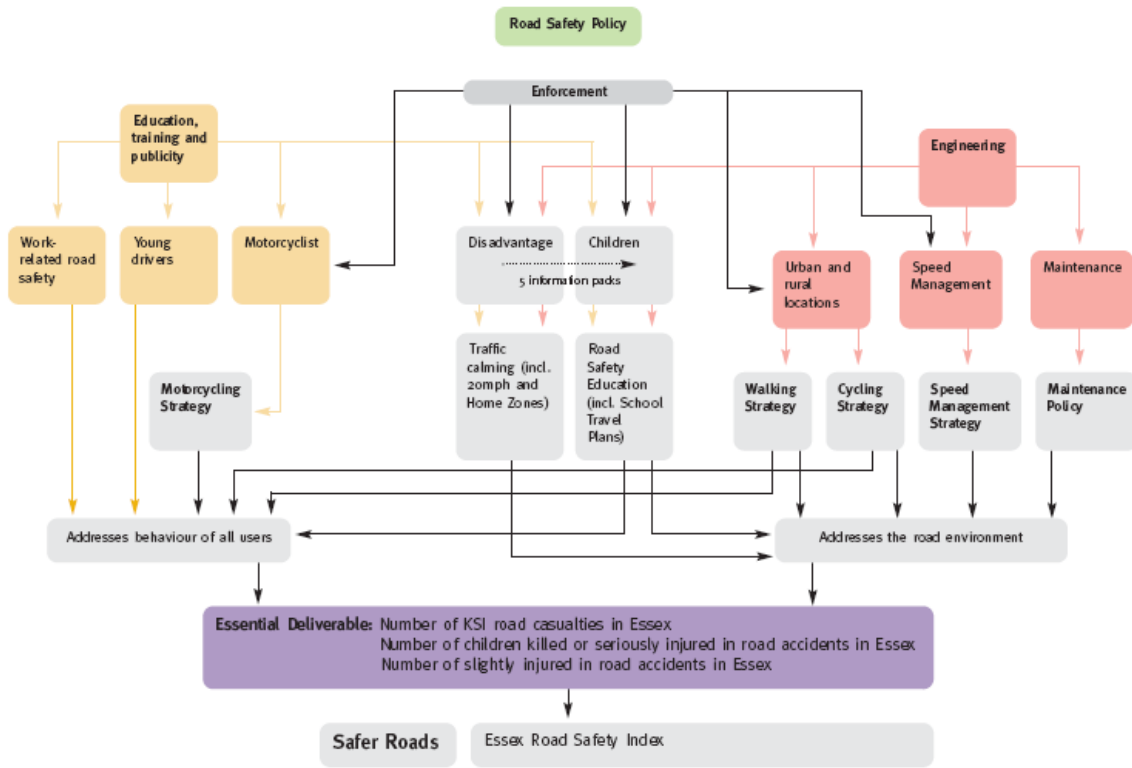 Road Safety Policy
Enforcement
Education,
training and
publicity
Engineering
Work-
related road
safety
Young
drivers
Motorcyclist
Disadvantage
Children
5 information packs
Urban and
rural
locations
Speed
Management
Maintenance
Motorcycling
Strategy
Traffic
calming (incl.
20mph and
Home Zones)
Road
Safety
Education
(incl. School
Travel
Plans)
Walking
Strategy
Cycling
Strategy
Speed
Management
Strategy
Maintenance
Policy
Addresses behaviour of all users
Addresses the road environment
Essential Deliverable: Number of KSI road casualties in Essex
Number of children killed or seriously injured in road accidents in Essex
Number of slightly injured in road accidents in Essex
Safer Roads
Essex Road Safety Index